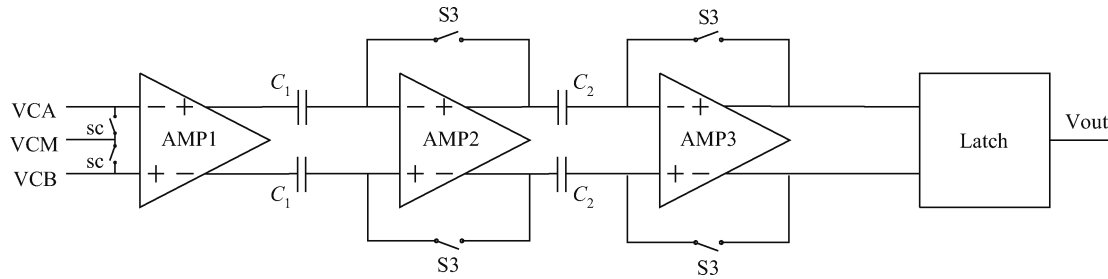 S3 S3
C1 C2
VCA − + − + − +
sc
VCM AMP1 AMP2 AMP3 Latch Vout
sc
VCB + − + − + −
C1 C2
S3 S3